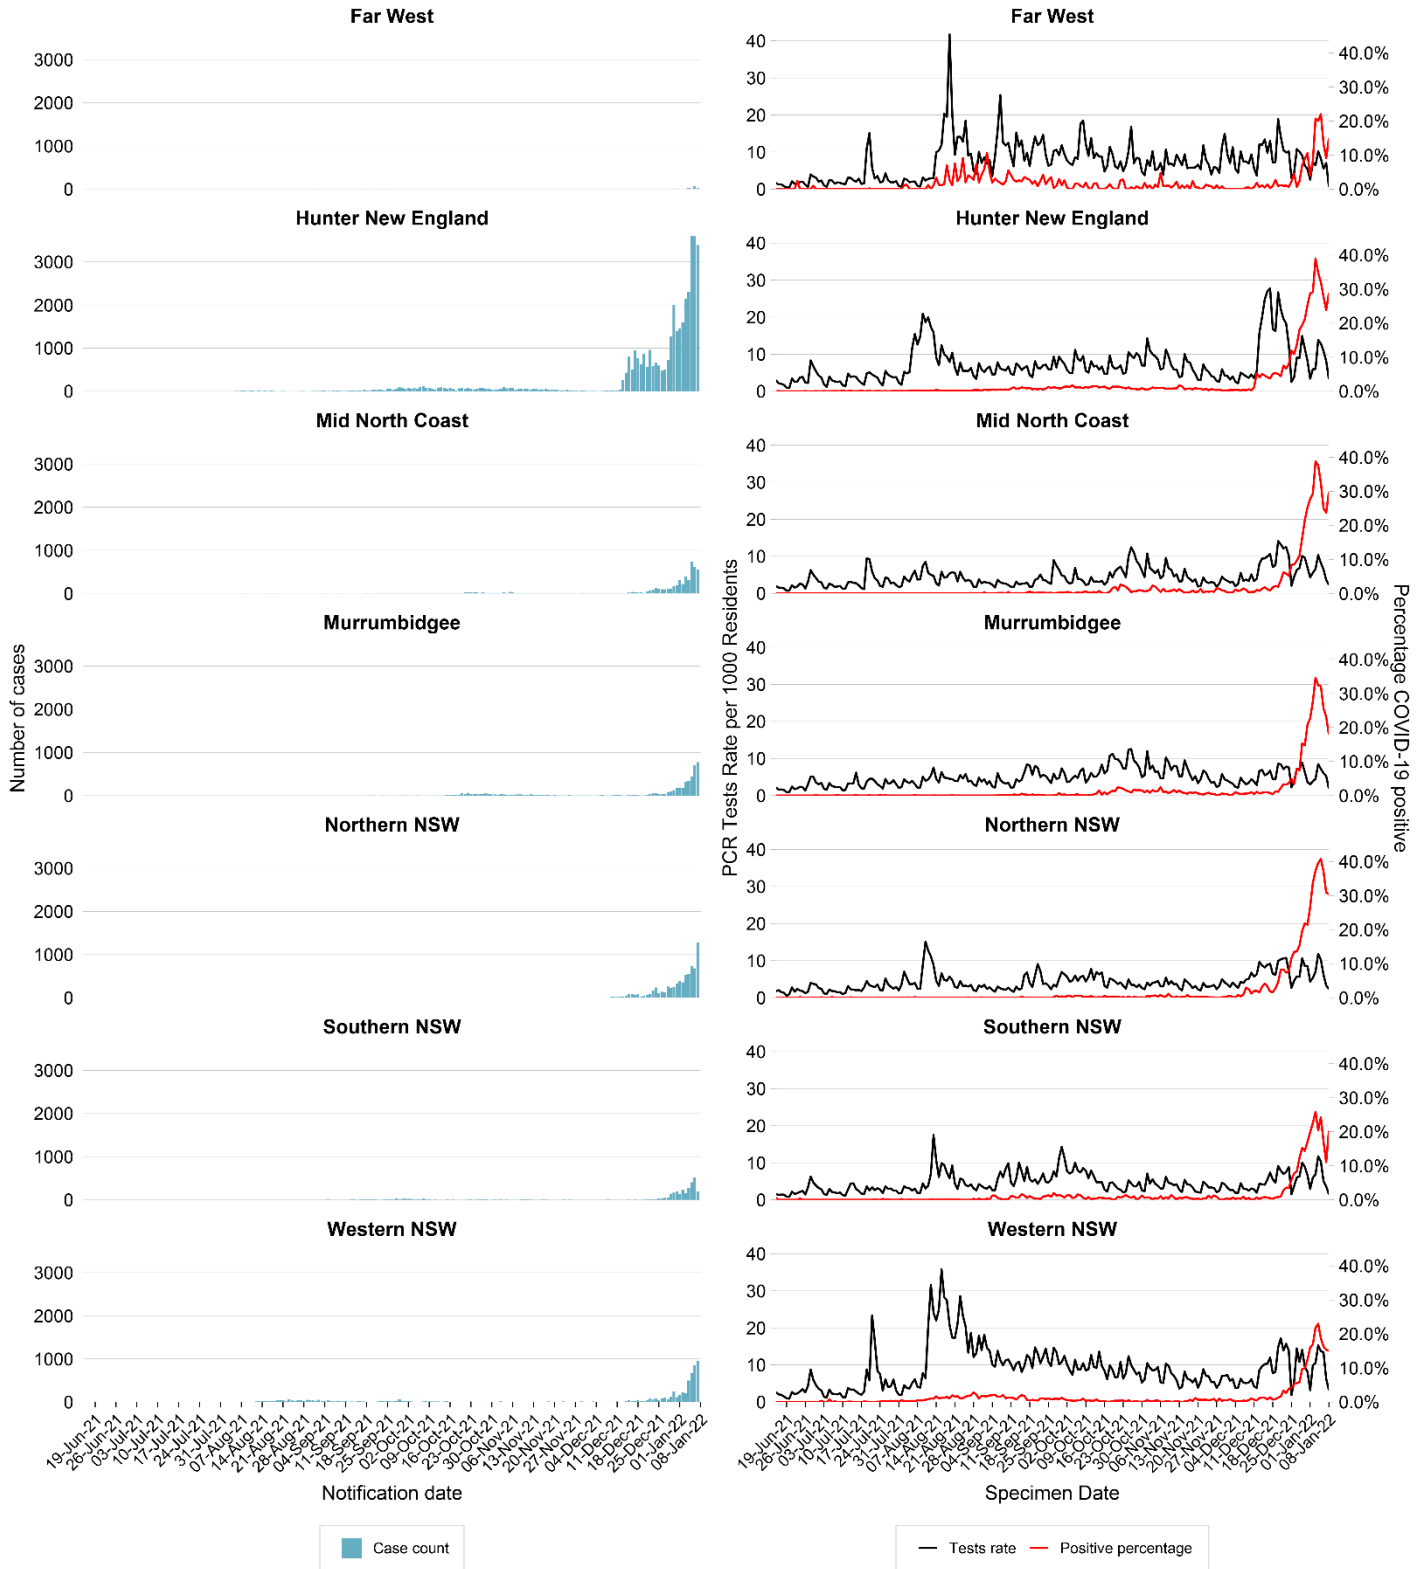 Far West
3000
2000
1000
0
Hunter New England
3000
2000
1000
0
Mid North Coast
3000
2000
1000
0
Murrumbidgee
3000
2000
1000
0
Northern NSW
3000
2000
1000
0
Southern NSW
3000
2000
1000
0
Western NSW
3000
2000
1000
0
Number of cases
19-Jun-21
26-Jun-21
03-Jul-21
10-Jul-21
17-Jul-21
24-Jul-21
31-Jul-21
07-Aug-21
14-Aug-21
21-Aug-21
28-Aug-21
04-Sep-21
11-Sep-21
18-Sep-21
25-Sep-21
02-Oct-21
09-Oct-21
16-Oct-21
23-Oct-21
30-Oct-21
06-Nov-21
13-Nov-21
20-Nov-21
27-Nov-21
04-Dec-21
11-Dec-21
18-Dec-21
25-Dec-21
01-Jan-22
08-Jan-22
Notification date
Case count
Far West
40
30
20
10
0
40.0%
30.0%
20.0%
10.0%
0.0%
Hunter New England
40
30
20
10
0
40.0%
30.0%
20.0%
10.0%
0.0%
Mid North Coast
40
30
20
10
0
40.0%
30.0%
20.0%
10.0%
0.0%
Murrumbidgee
40
30
20
10
0
40.0%
30.0%
20.0%
10.0%
0.0%
Northern NSW
40
30
20
10
0
40.0%
30.0%
20.0%
10.0%
0.0%
Southern NSW
40
30
20
10
0
40.0%
30.0%
20.0%
10.0%
0.0%
Western NSW
40
30
20
10
0
40.0%
30.0%
20.0%
10.0%
0.0%
PCR Tests Rate per 1000 Residents
Percentage COVID-19 positive
19-Jun-21
26-Jun-21
03-Jul-21
10-Jul-21
17-Jul-21
24-Jul-21
31-Jul-21
07-Aug-21
14-Aug-21
21-Aug-21
28-Aug-21
04-Sep-21
11-Sep-21
18-Sep-21
25-Sep-21
02-Oct-21
09-Oct-21
16-Oct-21
23-Oct-21
30-Oct-21
06-Nov-21
13-Nov-21
20-Nov-21
27-Nov-21
04-Dec-21
11-Dec-21
18-Dec-21
25-Dec-21
01-Jan-22
08-Jan-22
Specimen Date
Tests rate
Positive percentage